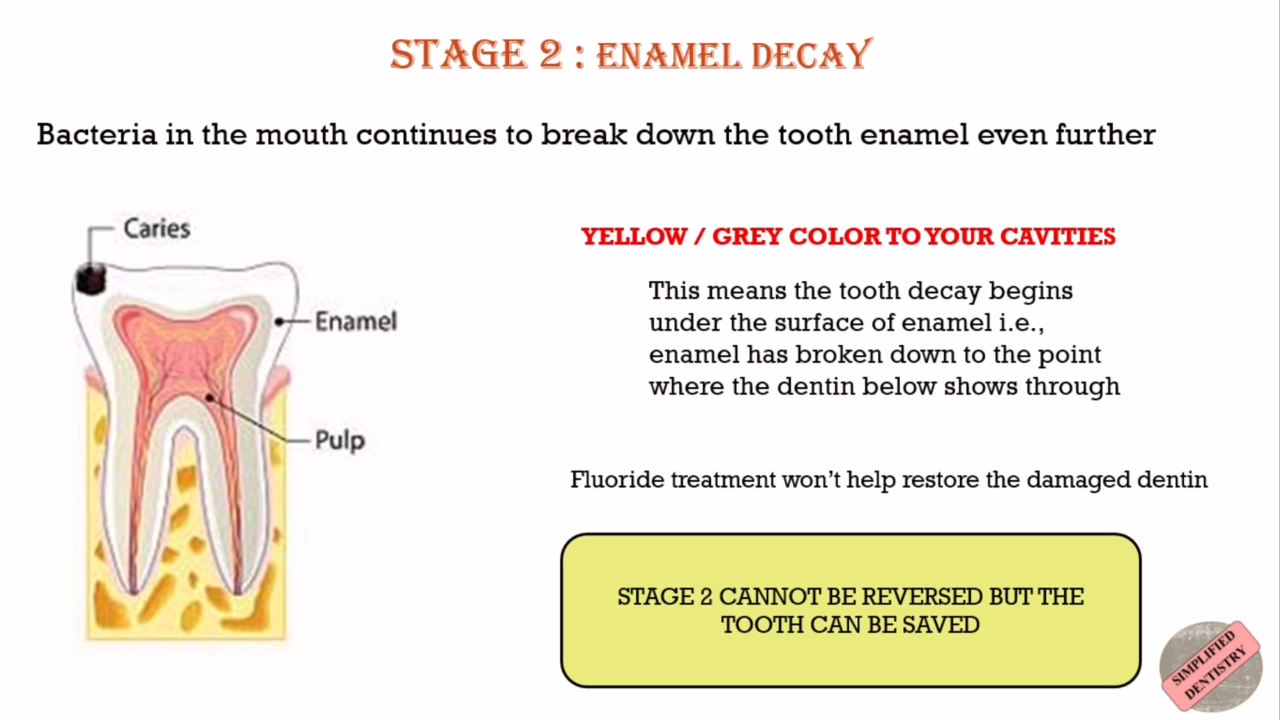 STAGE 2 : ENAMEL DECAY
Bacteria in the mouth continues to break down the tooth enamel even further
Caries
Enamel
Pulp
YELLOW / GREY COLOR TO YOUR CAVITIES
This means the tooth decay begins
under the surface of enamel i.e.,
enamel has broken down to the point
where the dentin below shows through
Fluoride treatment won't help restore the damaged dentin
STAGE 2 CANNOT BE REVERSED BUT THE
TOOTH CAN BE SAVED
SIMPLIFIED
DENTISTRY